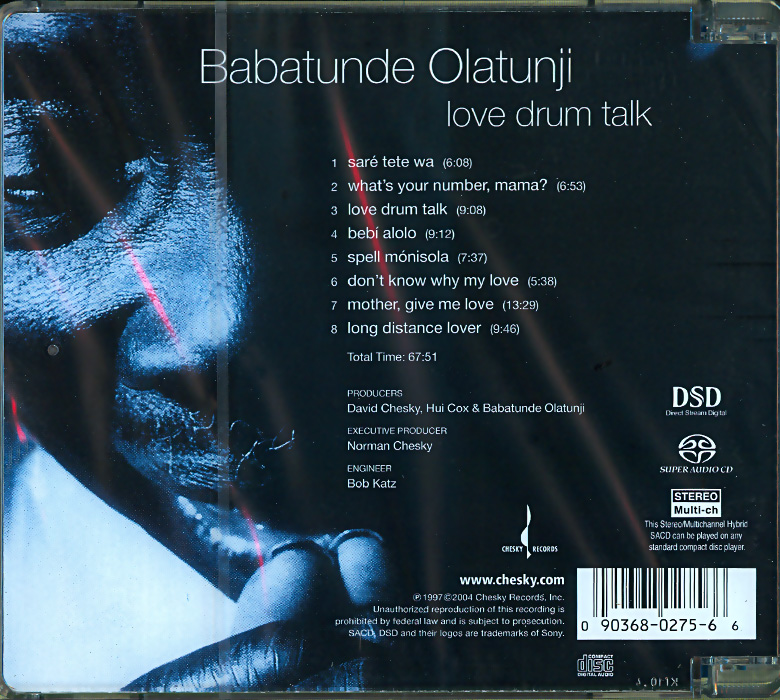 Babatunde Olatunji
love drum talk
1 saré tete wa (6:08)
2 what's your number, mama? (6:53)
3 love drum talk (9:08)
4 bebí alolo (9:12)
5 spell mónisola (7:37)
6 don't know why my love (5:38)
7 mother, give me love (13:29)
8 long distance lover (9:46)
Total Time: 67:51
PRODUCERS
David Chesky, Hui Cox & Babatunde Olatunji
EXECUTIVE PRODUCER
Norman Chesky
ENGINEER
Bob Katz
DSD
Direct Stream Digital
SUPER AUDIO CD
STEREO
Multi-ch
This Stereo/Multichannel Hybrid
SACD can be played on any
standard compact disc player.
CHESKY RECORDS
www.chesky.com
℗ 1997 © 2004 Chesky Records, Inc.
Unauthorized reproduction of this recording is
prohibited by federal law and is subject to prosecution.
SACD, DSD and their logos are trademarks of Sony.
0 90368-0275-6 6
COMPACT
disc
DIGITAL AUDIO